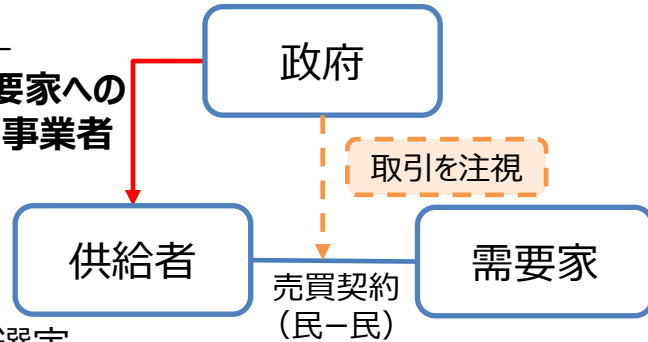 政府
要家への
事業者
取引を注視
供給者
需要家
売買契約
（民ー民）